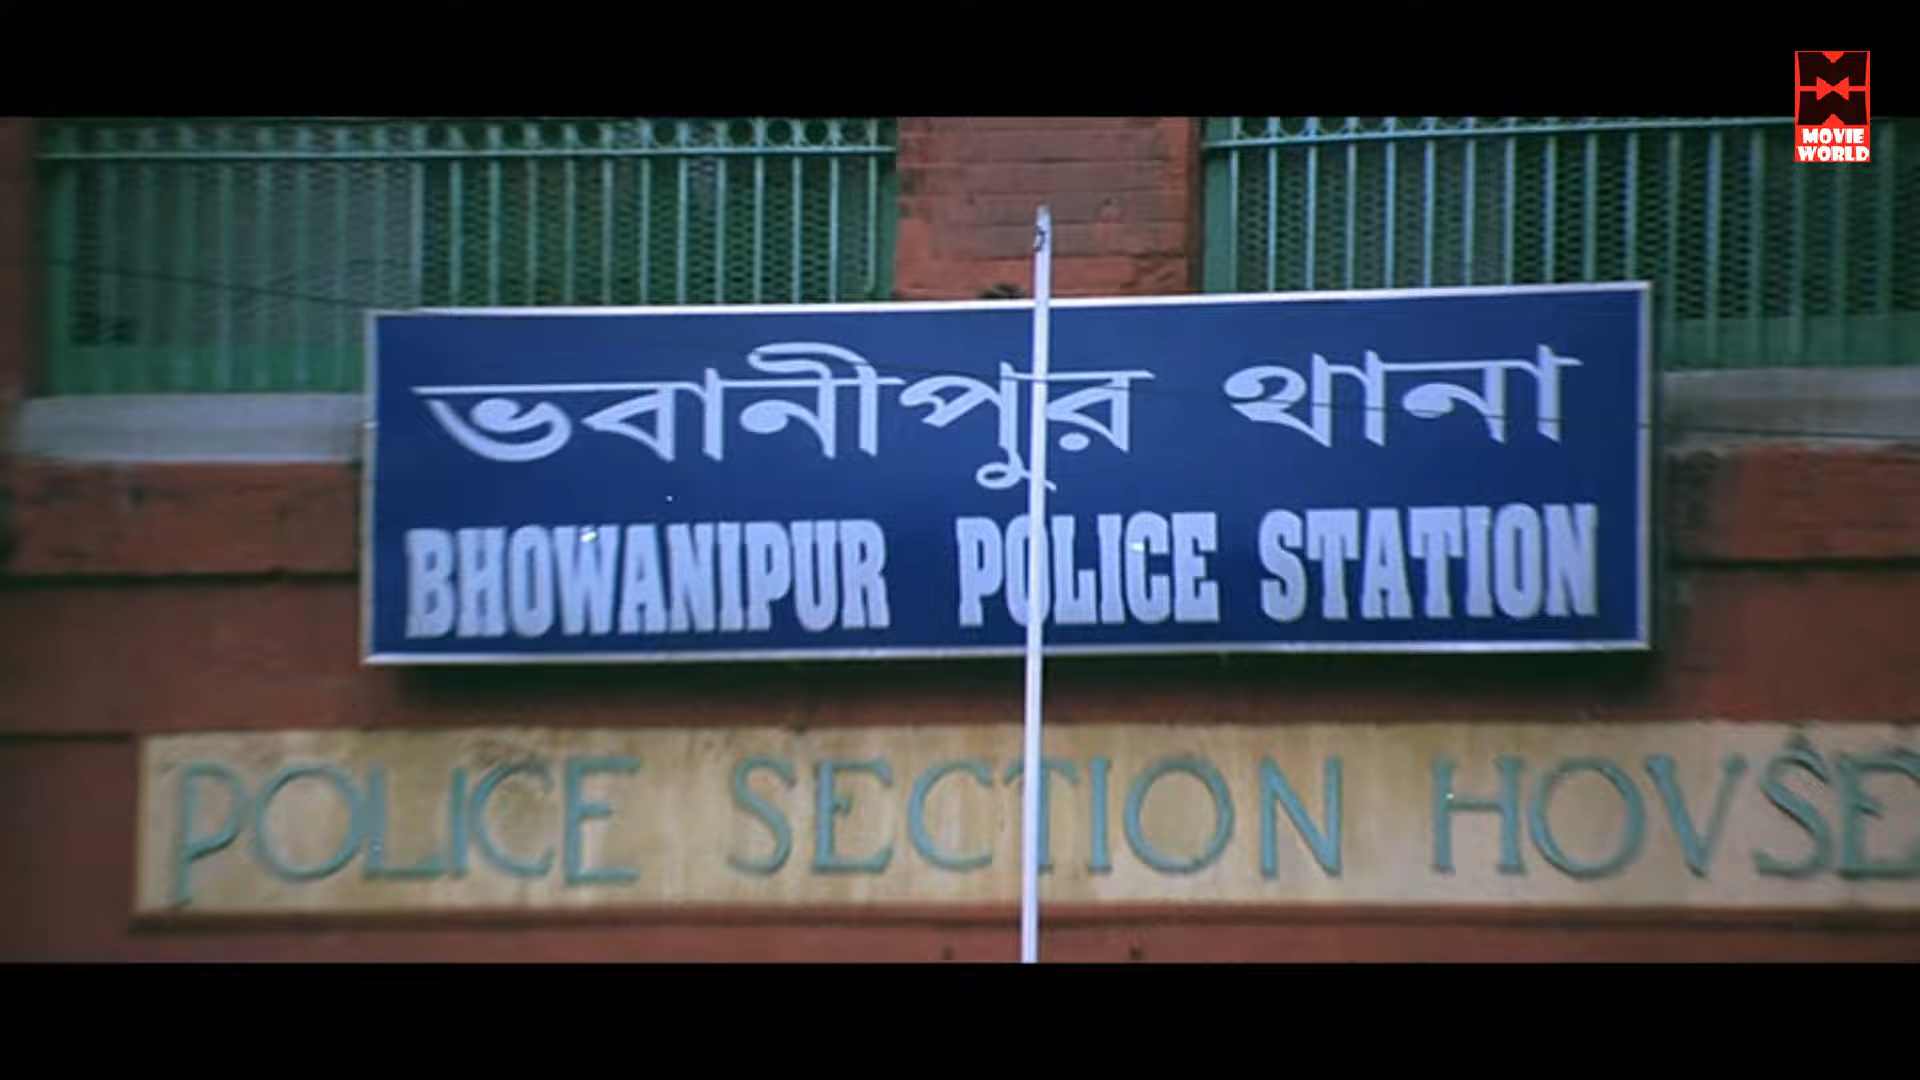 MOVIE
WORLD
ভবানীপুর থানা
BHOWANIPUR POLICE STATION
POLICE SECTION HOVSE